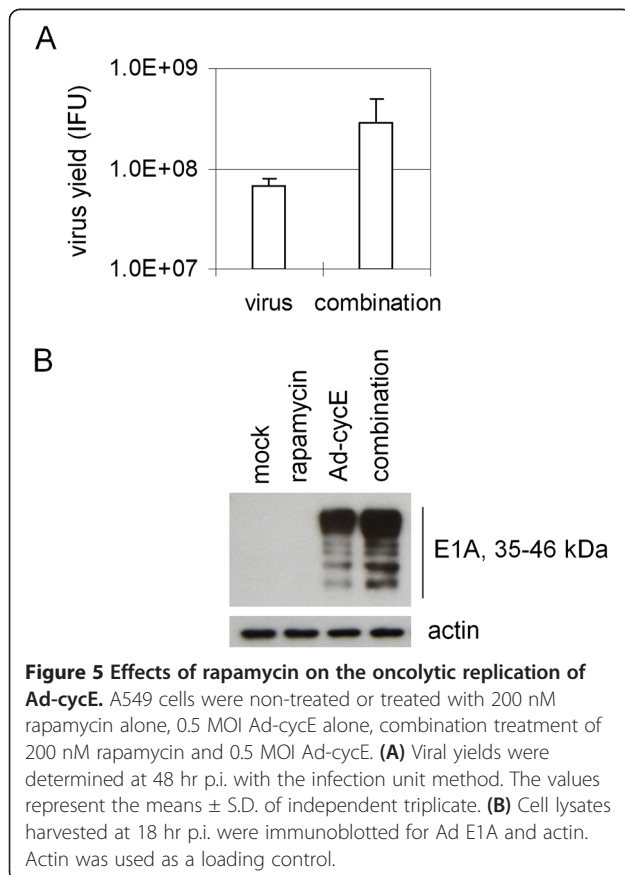 A
1.0E+09
1.0E+08
1.0E+07
virus yield (IFU)
virus combination
B
mock
rapamycin
Ad-cycE
combination
E1A, 35-46 kDa
actin
Figure 5 Effects of rapamycin on the oncolytic replication of
Ad-cycE. A549 cells were non-treated or treated with 200 nM
rapamycin alone, 0.5 MOI Ad-cycE alone, combination treatment of
200 nM rapamycin and 0.5 MOI Ad-cycE. (A) Viral yields were
determined at 48 hr p.i. with the infection unit method. The values
represent the means ± S.D. of independent triplicate. (B) Cell lysates
harvested at 18 hr p.i. were immunoblotted for Ad E1A and actin.
Actin was used as a loading control.